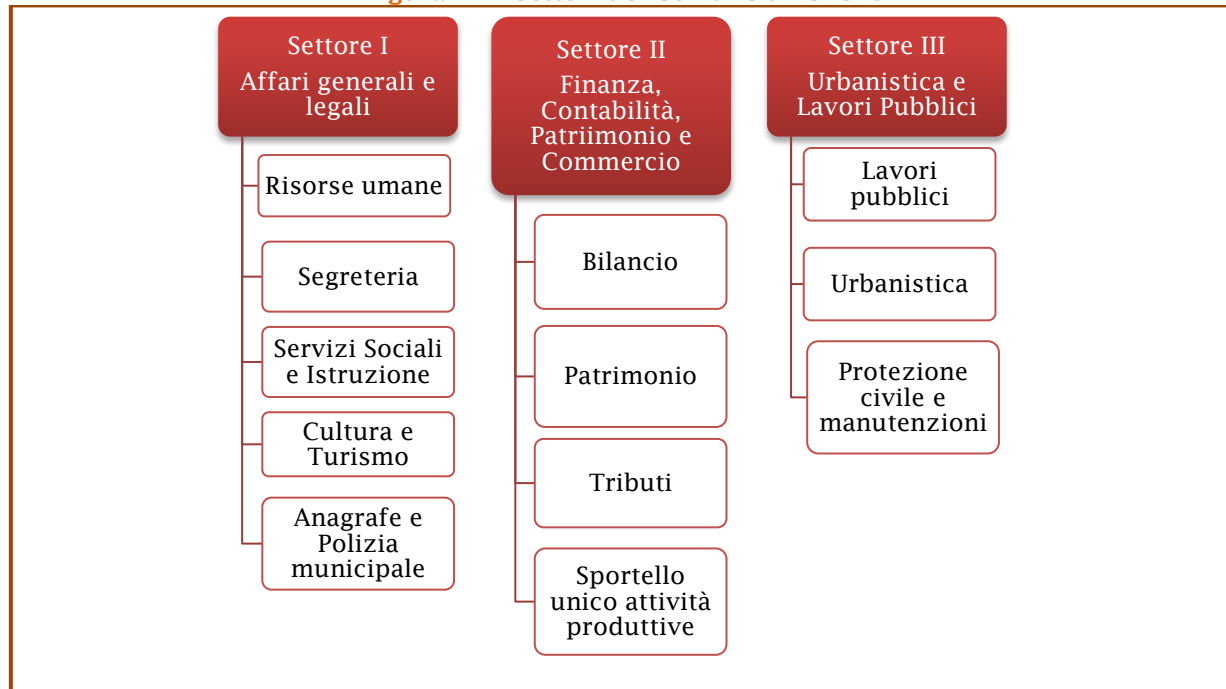 Settore I
Affari generali e
legali
Risorse umane
Segreteria
Servizi Sociali
e Istruzione
Cultura e
Turismo
Anagrafe e
Polizia
municipale
Settore II
Finanza,
Contabilità,
Patriimonio e
Commercio
Bilancio
Patrimonio
Tributi
Sportello
unico attività
produttive
Settore III
Urbanistica e
Lavori Pubblici
Lavori
pubblici
Urbanistica
Protezione
civile e
manutenzioni